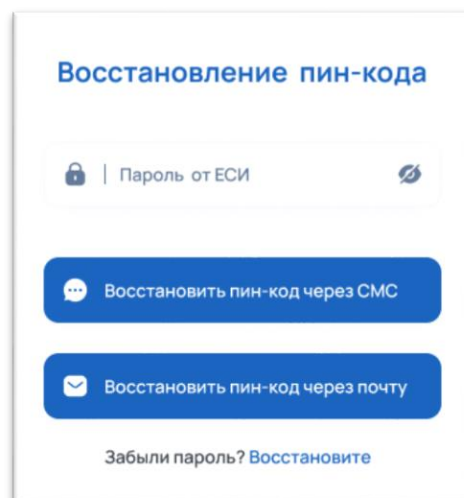 Восстановление пин-кода
Пароль от ЕСИ
Восстановить пин-код через СМС
Восстановить пин-код через почту
Забыли пароль? Восстановите